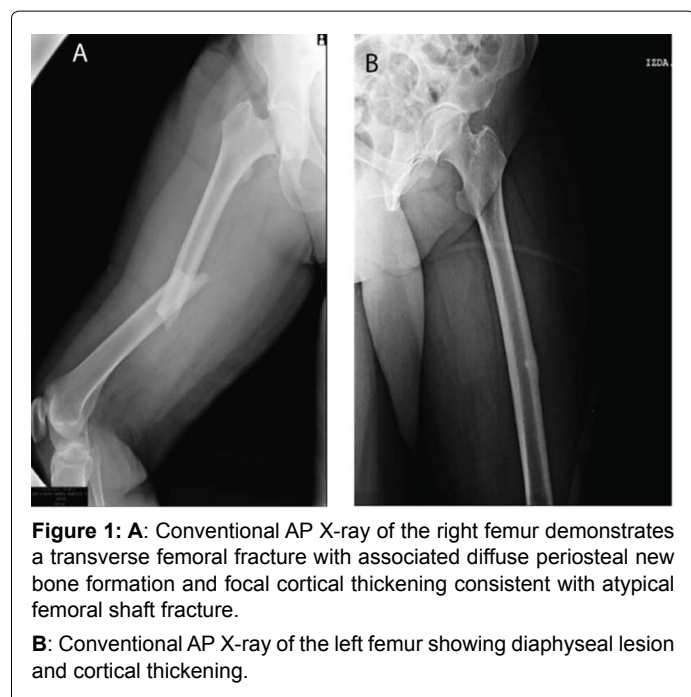 A
B
IZDA.
Figure 1: A: Conventional AP X-ray of the right femur demonstrates
a transverse femoral fracture with associated diffuse periosteal new
bone formation and focal cortical thickening consistent with atypical
femoral shaft fracture.
B: Conventional AP X-ray of the left femur showing diaphyseal lesion
and cortical thickening.